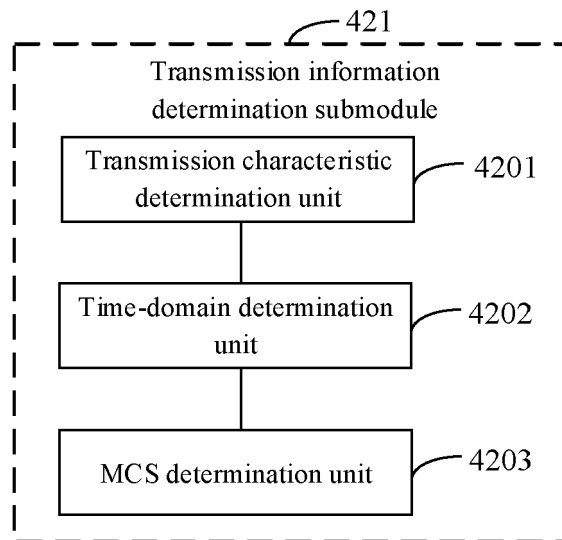 421
Transmission information
determination submodule
Transmission characteristic
determination unit
4201
Time-domain determination
unit
4202
MCS determination unit
4203